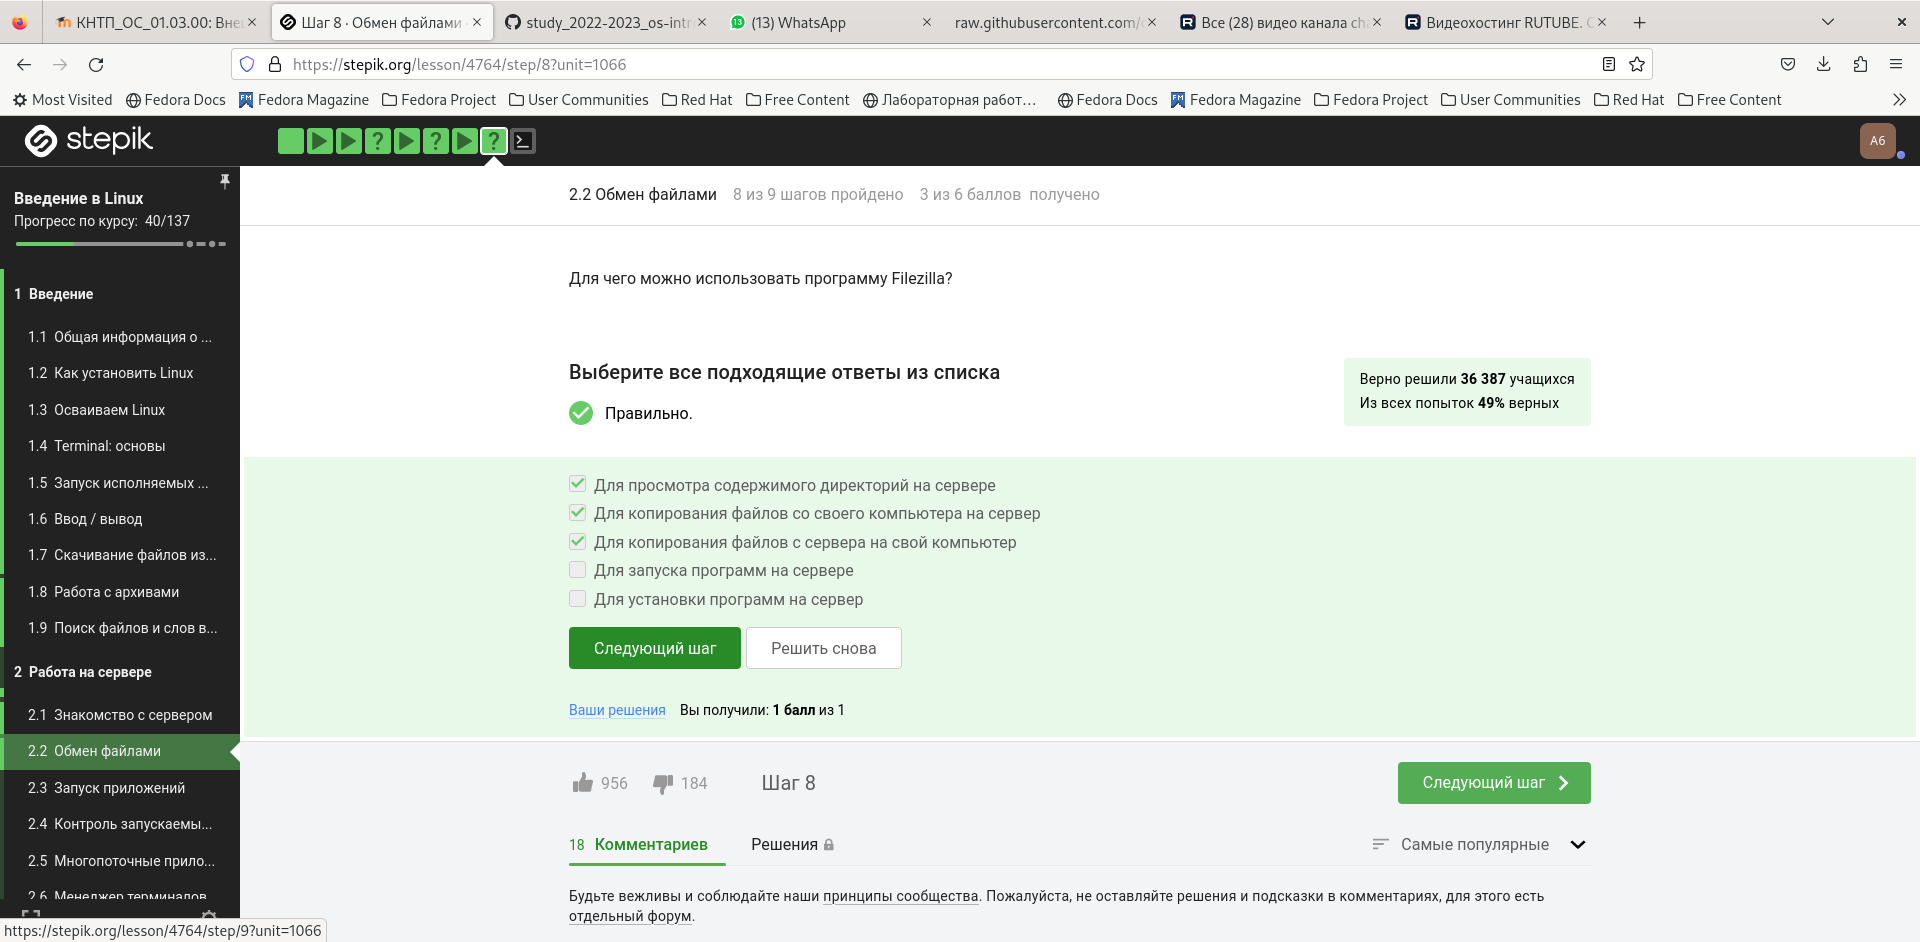 КНТП_ОС_01.03.00: Вне
Шаг 8 · Обмен файлами
study_2022-2023_os-intr
(13) WhatsApp
raw.githubusercontent.com/
Все (28) видео канала cha
Видеохостинг RUTUBE. С
https://stepik.org/lesson/4764/step/8?unit=1066
Most Visited
Fedora Docs
Fedora Magazine
Fedora Project
User Communities
Red Hat
Free Content
Лабораторная работ…
Fedora Docs
Fedora Magazine
Fedora Project
User Communities
Red Hat
Free Content
stepik
A6
Введение в Linux
Прогресс по курсу: 40/137
1 Введение
1.1 Общая информация о ...
1.2 Как установить Linux
1.3 Осваиваем Linux
1.4 Terminal: основы
1.5 Запуск исполняемых ...
1.6 Ввод / вывод
1.7 Скачивание файлов из...
1.8 Работа с архивами
1.9 Поиск файлов и слов в...
2 Работа на сервере
2.1 Знакомство с сервером
2.2 Обмен файлами
2.3 Запуск приложений
2.4 Контроль запускаемы...
2.5 Многопоточные прило...
2.6 Менеджер терминалов
2.2 Обмен файлами 8 из 9 шагов пройдено 3 из 6 баллов получено
Для чего можно использовать программу Filezilla?
Выберите все подходящие ответы из списка
Правильно.
Верно решили 36 387 учащихся
Из всех попыток 49% верных
Для просмотра содержимого директорий на сервере
Для копирования файлов со своего компьютера на сервер
Для копирования файлов с сервера на свой компьютер
Для запуска программ на сервере
Для установки программ на сервер
Следующий шаг
Решить снова
Ваши решения Вы получили: 1 балл из 1
956
184
Шаг 8
Следующий шаг
18 Комментариев
Решения
Самые популярные
Будьте вежливы и соблюдайте наши принципы сообщества. Пожалуйста, не оставляйте решения и подсказки в комментариях, для этого есть
отдельный форум.
https://stepik.org/lesson/4764/step/9?unit=1066